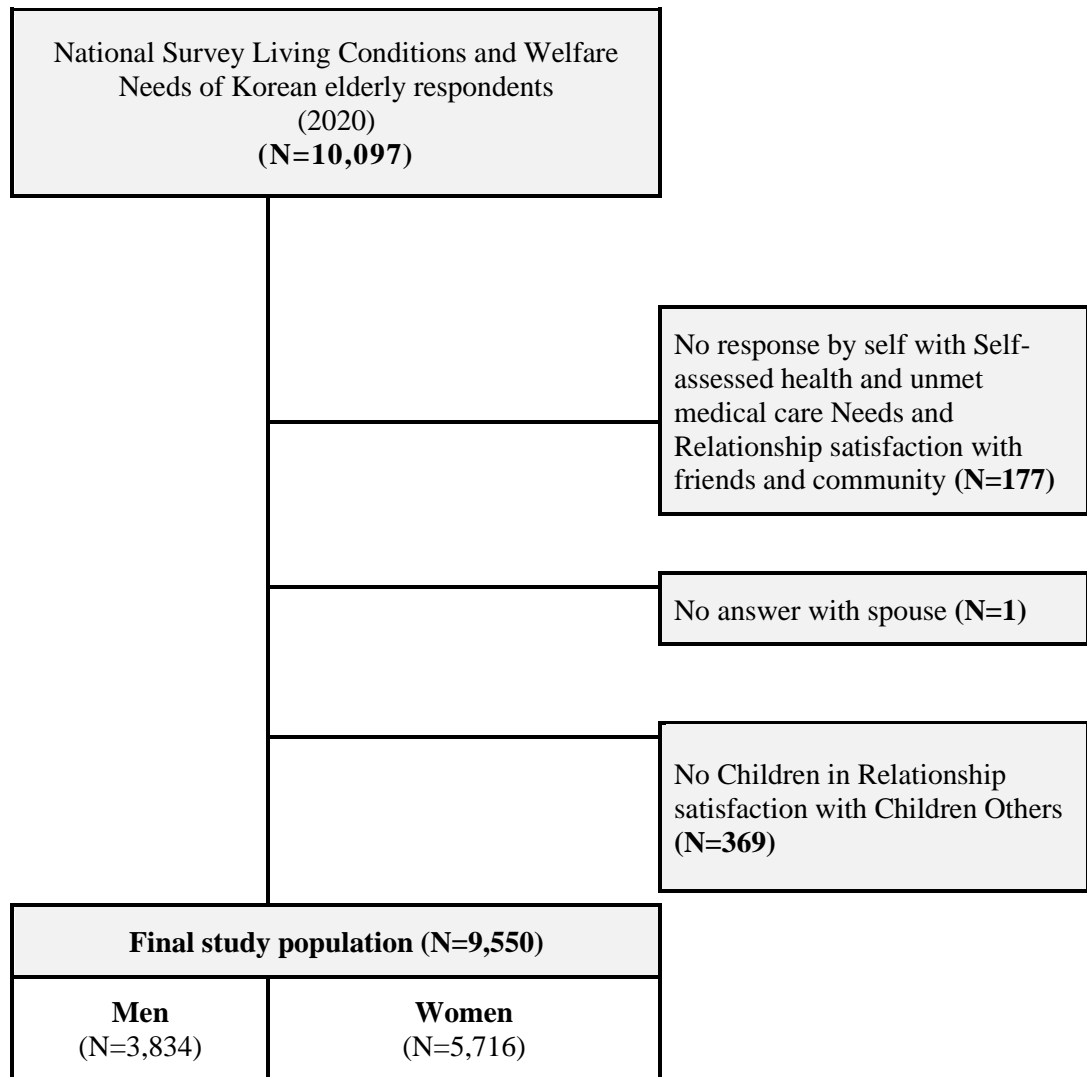 National Survey Living Conditions and Welfare
Needs of Korean elderly respondents
(2020)
(N=10,097)
No response by self with Self-
assessed health and unmet
medical care Needs and
Relationship satisfaction with
friends and community (N=177)
No answer with spouse (N=1)
No Children in Relationship
satisfaction with Children Others
(N=369)
Final study population (N=9,550)
Men
(N=3,834)
Women
(N=5,716)